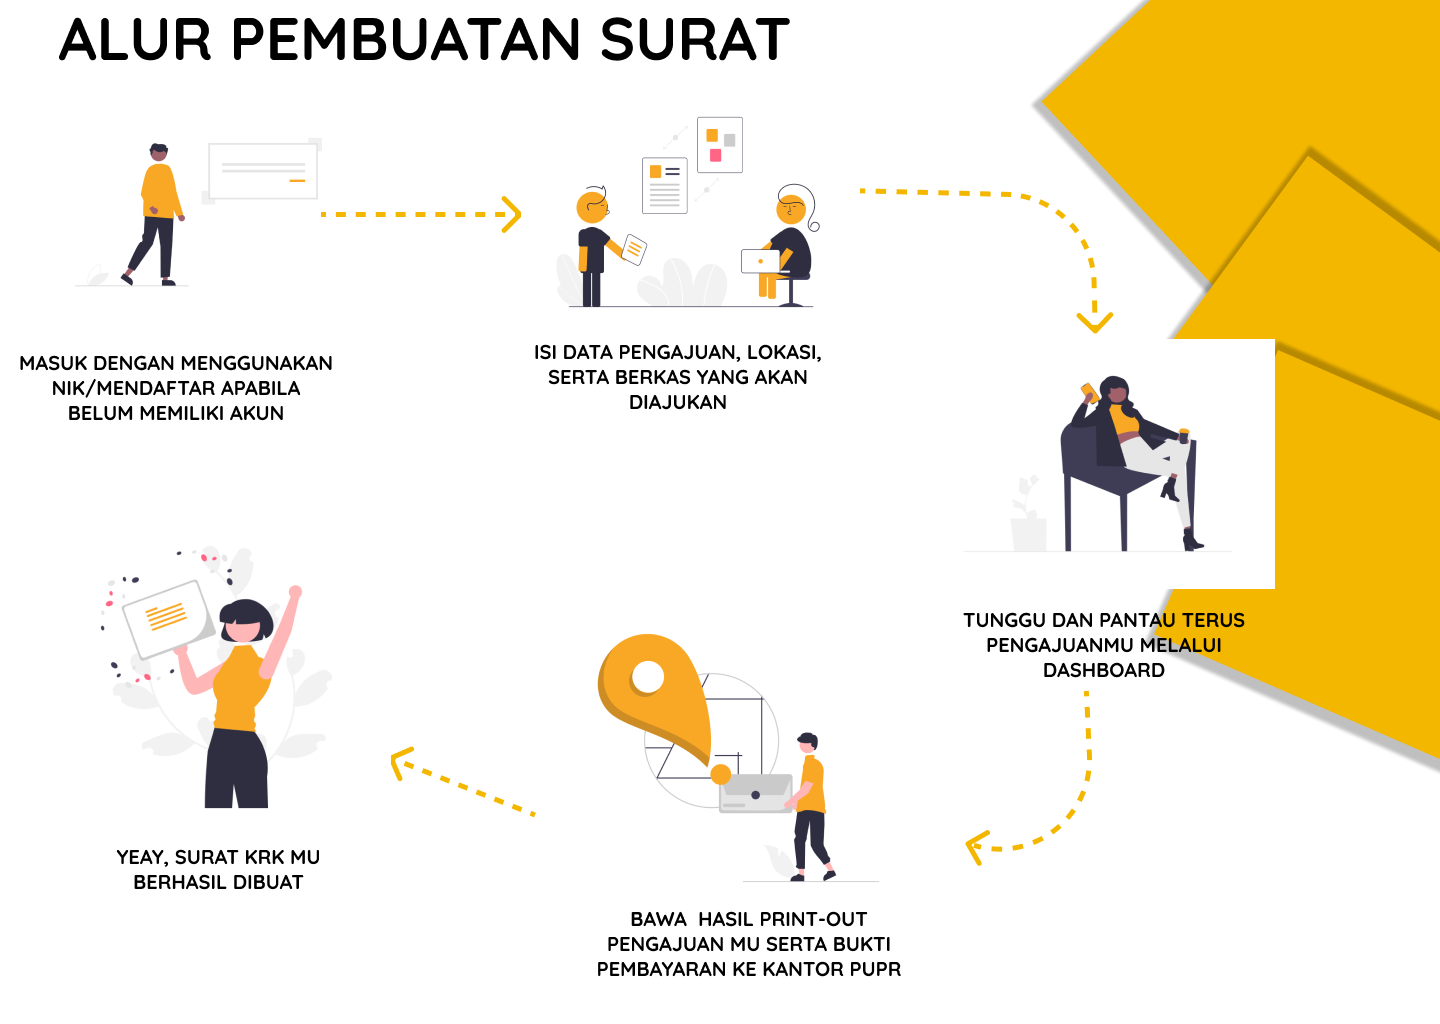 ALUR PEMBUATAN SURAT
MASUK DENGAN MENGGUNAKAN
NIK/MENDAFTAR APABILA
BELUM MEMILIKI AKUN
ISI DATA PENGAJUAN, LOKASI,
SERTA BERKAS YANG AKAN
DIAJUKAN
TUNGGU DAN PANTAU TERUS
PENGAJUANMU MELALUI
DASHBOARD
BAWA  HASIL PRINT-OUT
PENGAJUAN MU SERTA BUKTI
PEMBAYARAN KE KANTOR PUPR
YEAY, SURAT KRK MU
BERHASIL DIBUAT